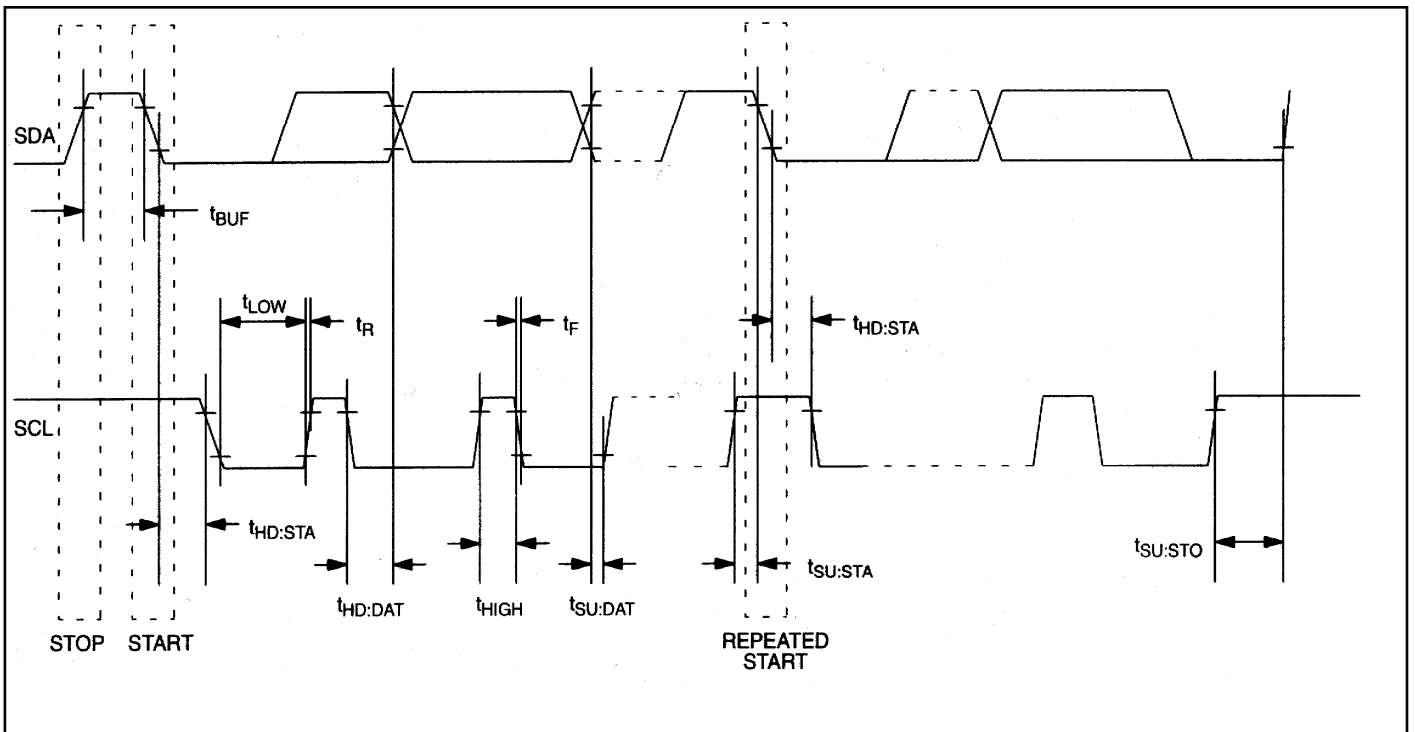 SDA
tBUF
tLOW
tR
tF
tHD:STA
SCL
tHD:STA
tSU:STO
tSU:STA
tHD:DAT
tHIGH
tSU:DAT
STOP
START
REPEATED
START